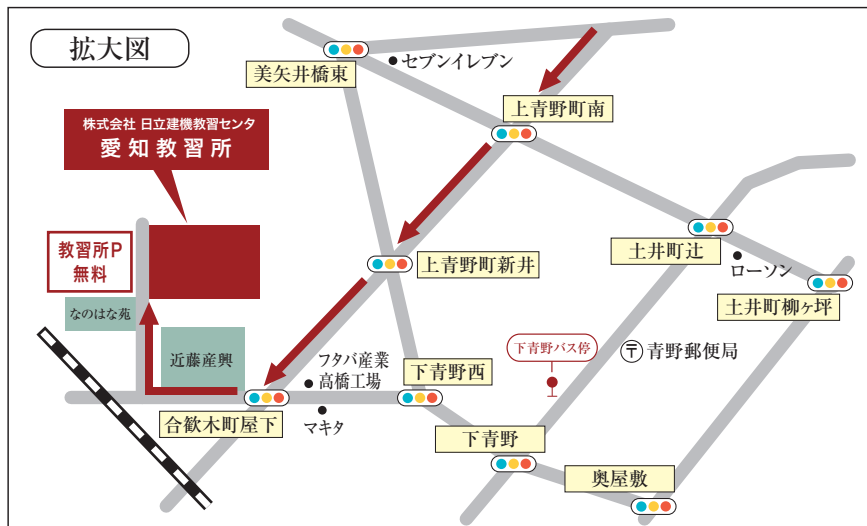 拡大図
美矢井橋東
セブンイレブン
上青野町南
株式会社 日立建機教習センタ
愛知教習所
教習所P
無料
上青野町新井
土井町辻
ローソン
土井町柳ヶ坪
なのはな苑
近藤産興
フタバ産業
高橋工場
下青野西
下青野バス停
〒青野郵便局
合歓木町屋下
マキタ
下青野
奥屋敷